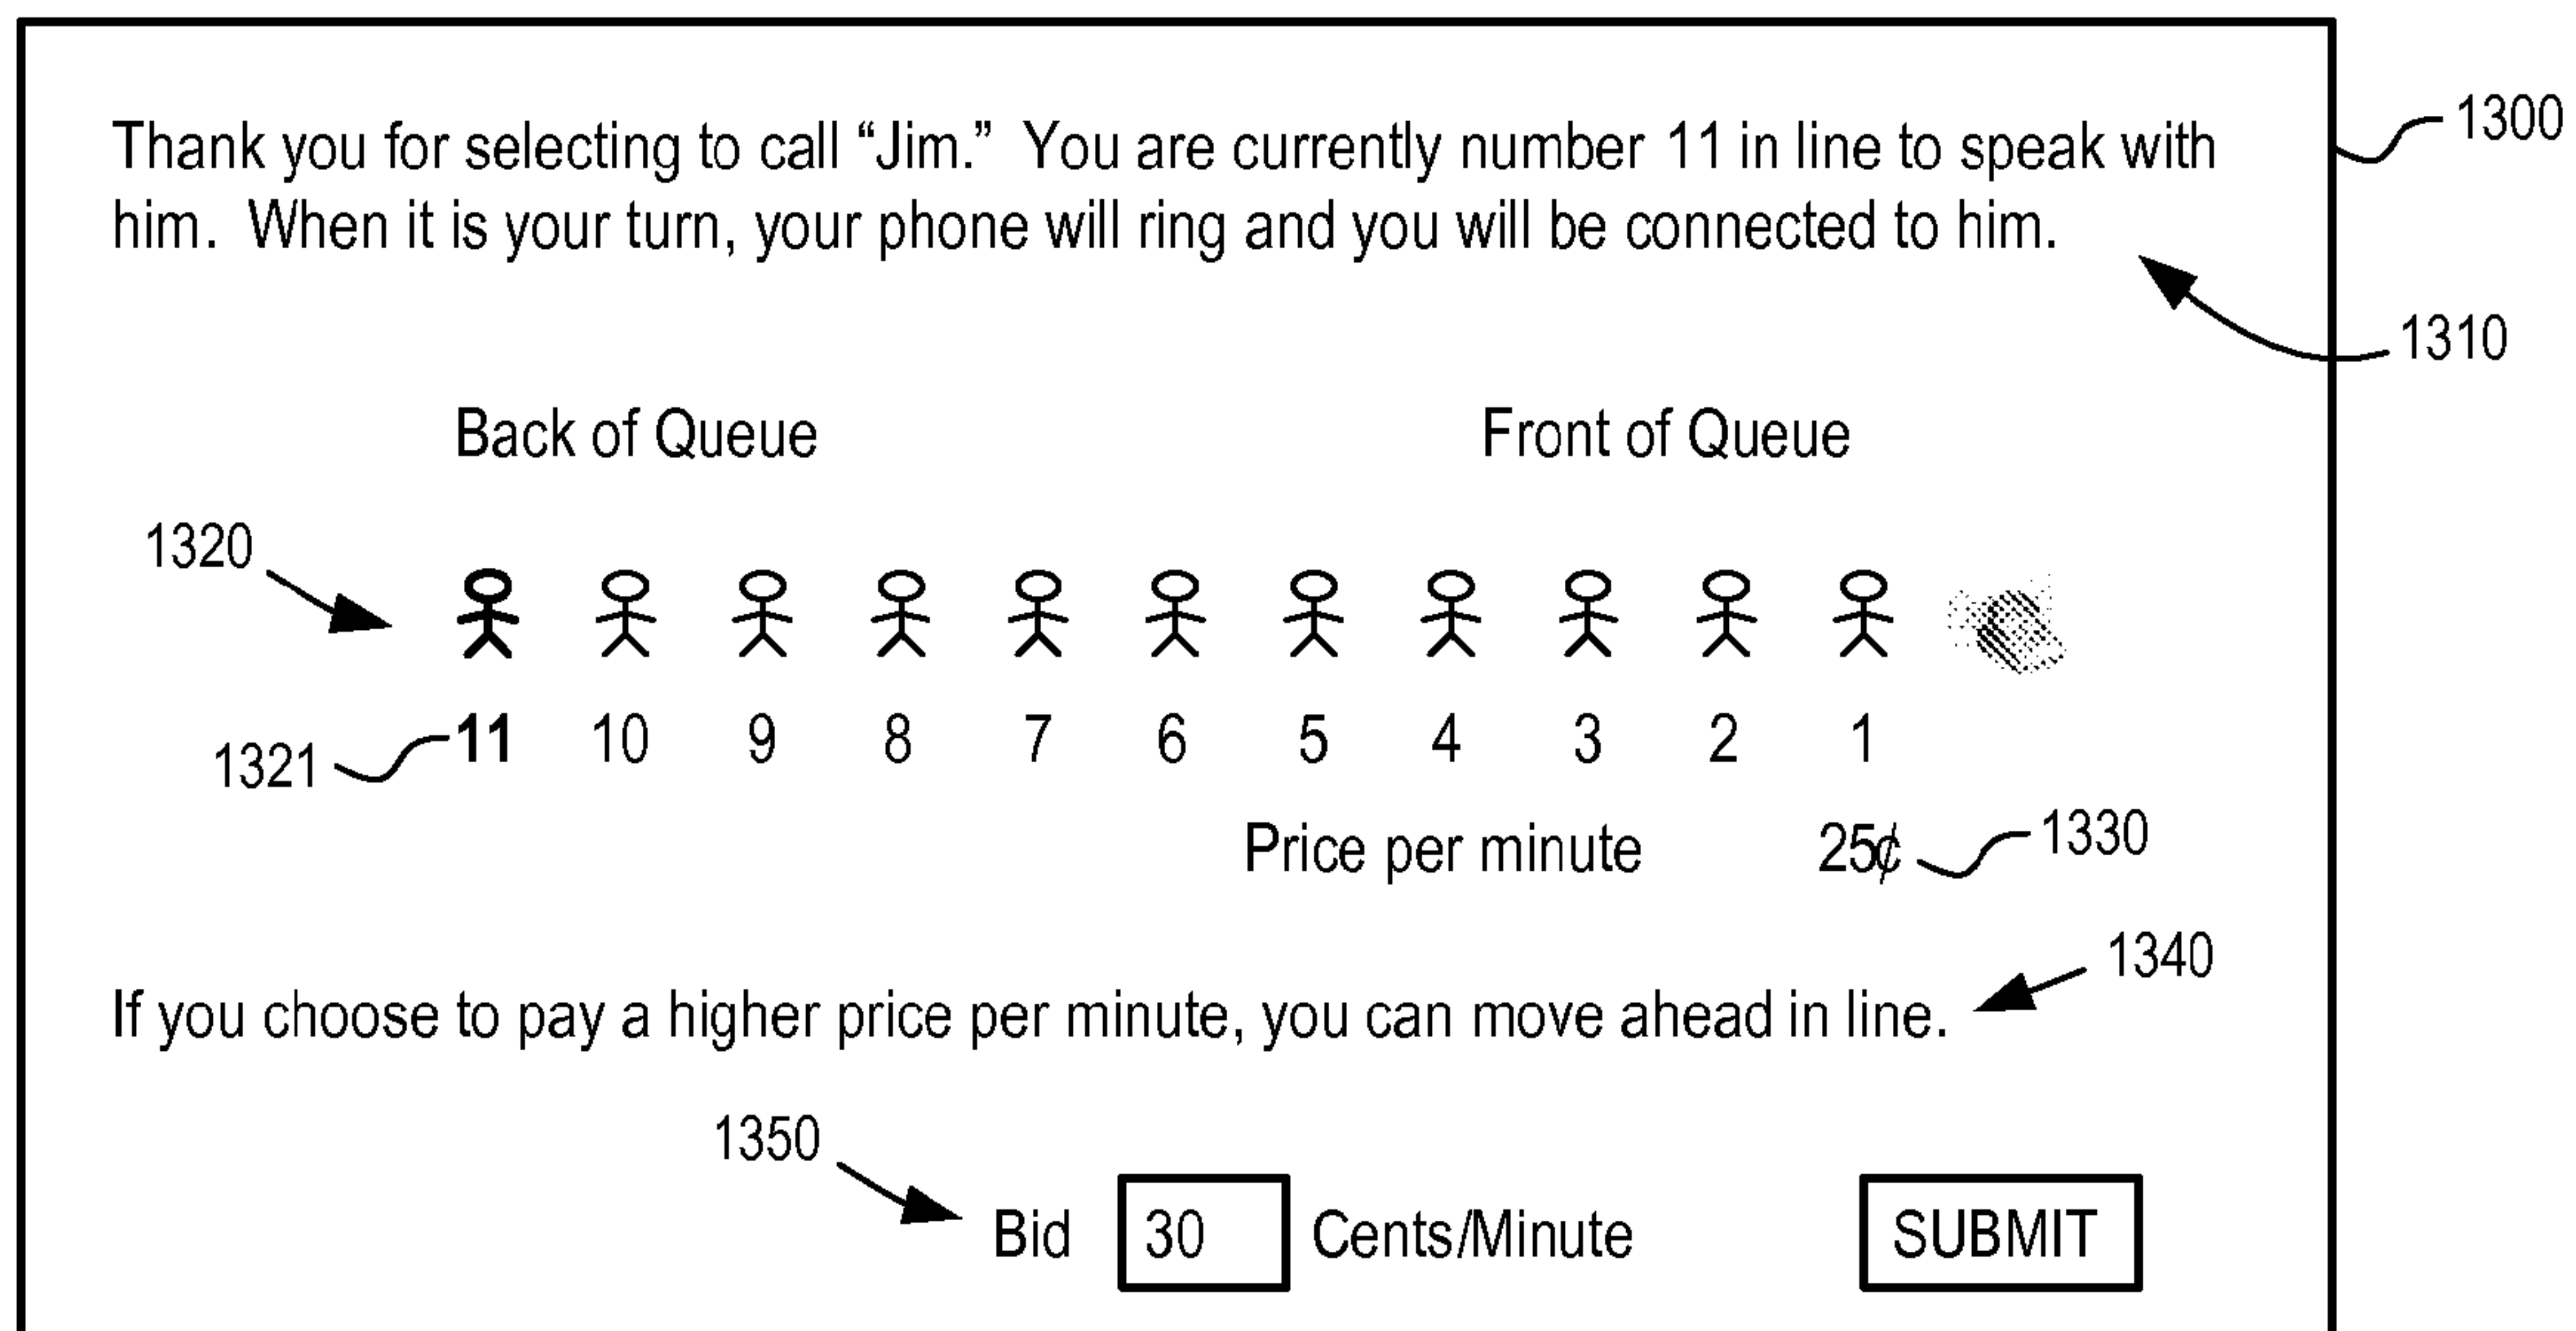 Thank you for selecting to call “Jim.” You are currently number 11 in line to speak with
him. When it is your turn, your phone will ring and you will be connected to him.
1300
1310
Back of Queue Front of Queue
1320
1321 11 10 9 8 7 6 5 4 3 2 1
Price per minute 25¢ 1330
1340
If you choose to pay a higher price per minute, you can move ahead in line.
1350
Bid 30 Cents/Minute SUBMIT